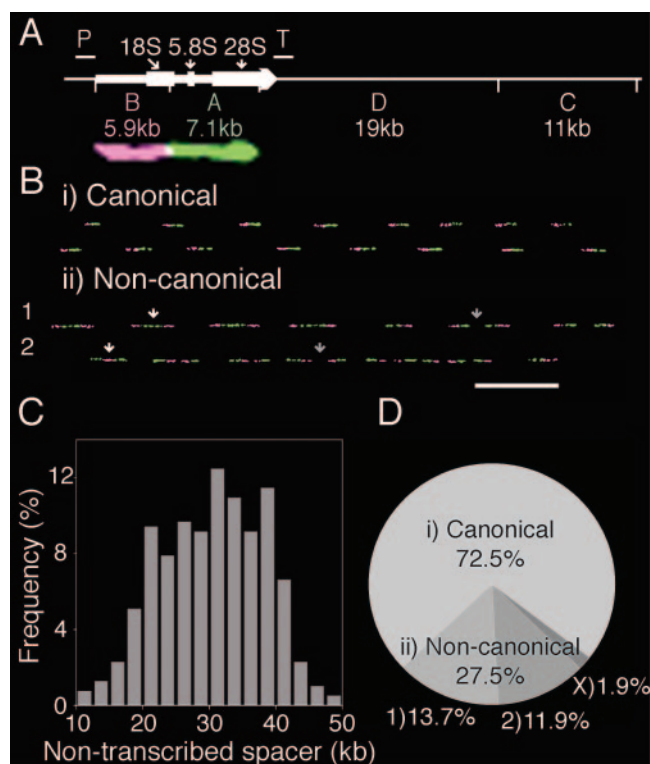 A
P T
18S 5.8S 28S
B A D C
5.9kb 7.1kb 19kb 11kb
B
i) Canonical
ii) Non-canonical
1
2
C
Frequency (%)
12
8
4
0
10 20 30 40 50
Non-transcribed spacer (kb)
D
i) Canonical
72.5%
ii) Non-canonical
27.5%
X)1.9%
1)13.7% 2)11.9%